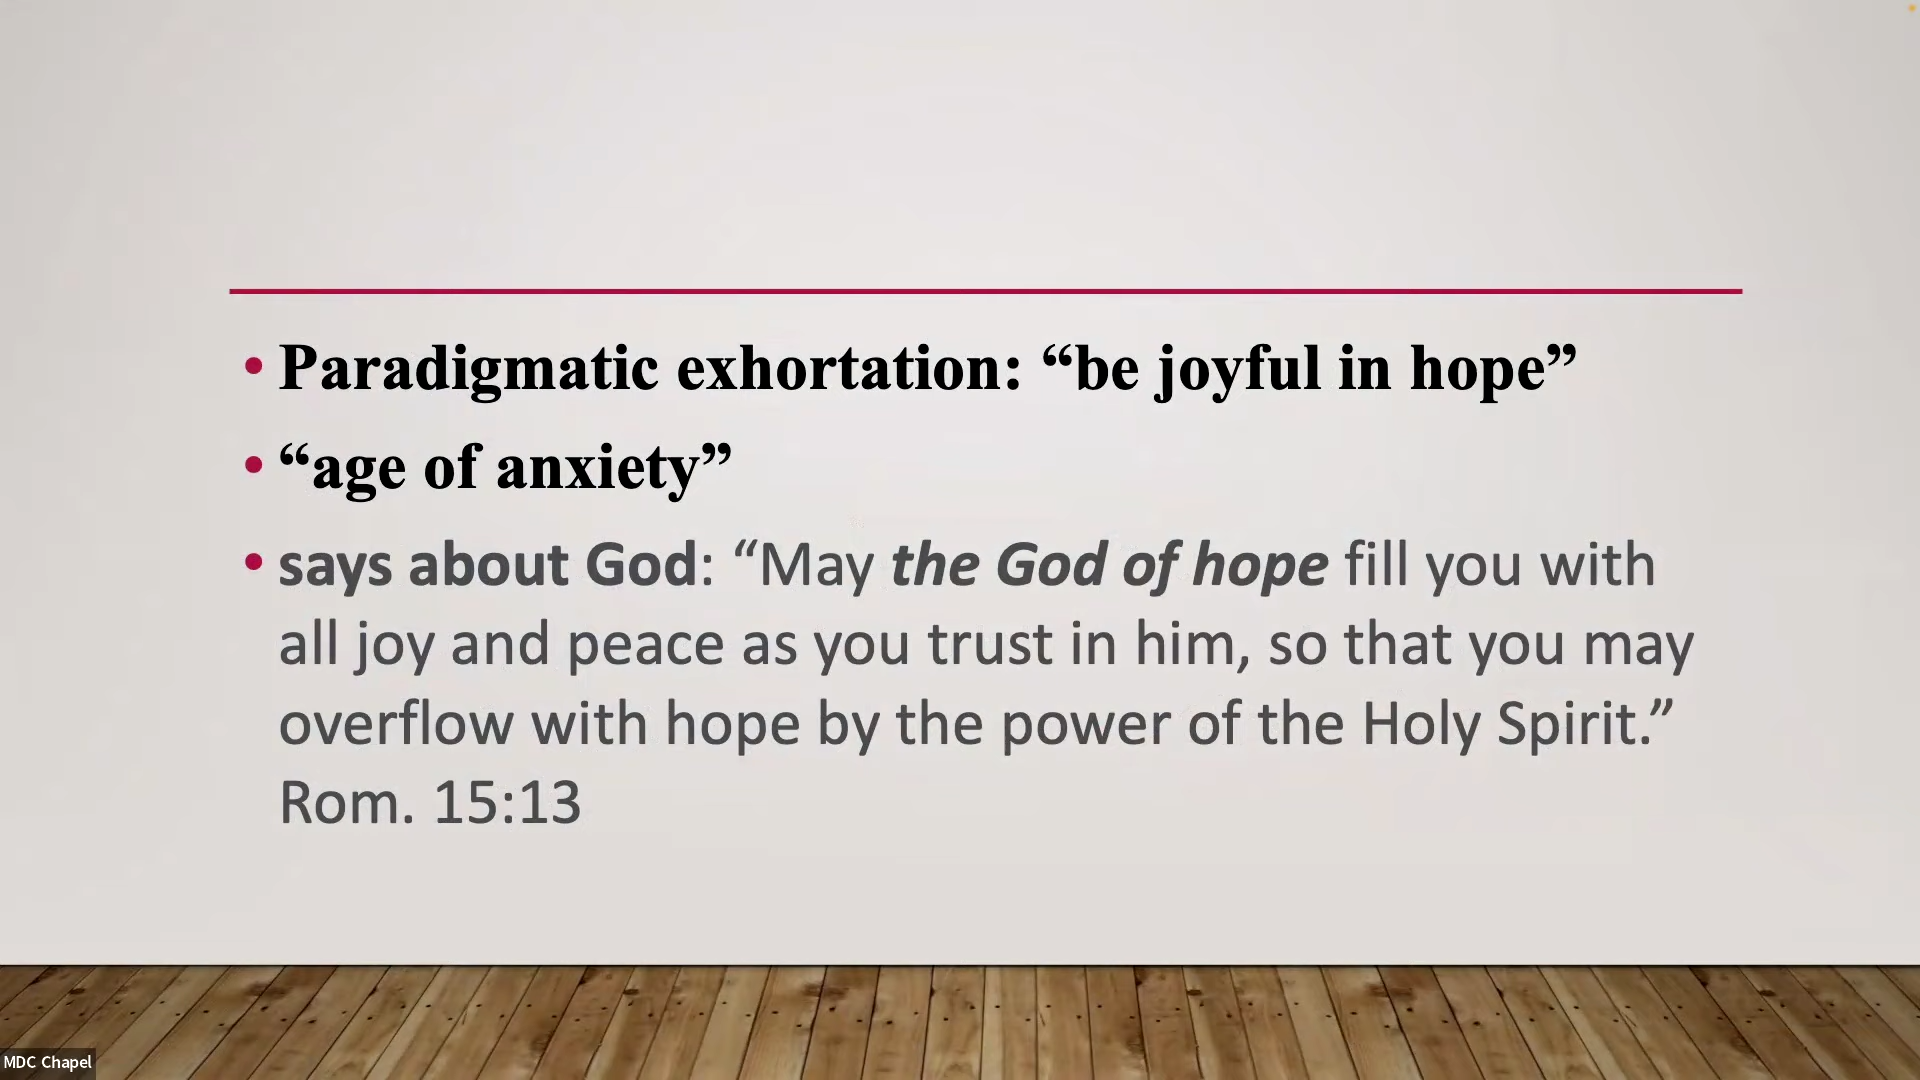 • Paradigmatic exhortation: “be joyful in hope”
• “age of anxiety”
• says about God: “May the God of hope fill you with
all joy and peace as you trust in him, so that you may
overflow with hope by the power of the Holy Spirit.”
Rom. 15:13
MDC Chapel